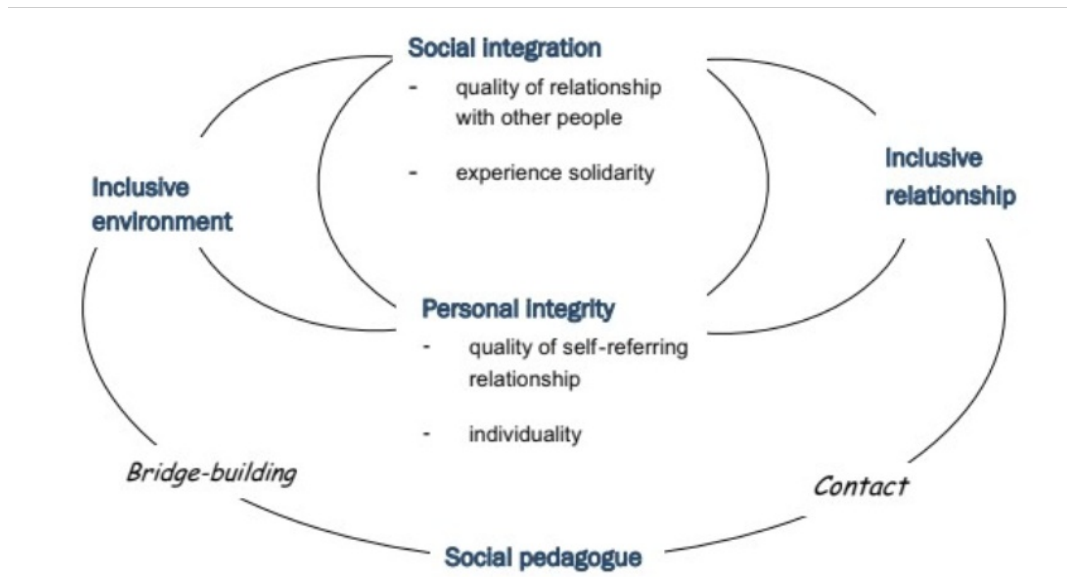 Social integration
- quality of relationship
with other people
- experience solidarity
Inclusive
environment
Inclusive
relationship
Personal integrity
- quality of self-referring
relationship
- individuality
Bridge-building
Contact
Social pedagogue